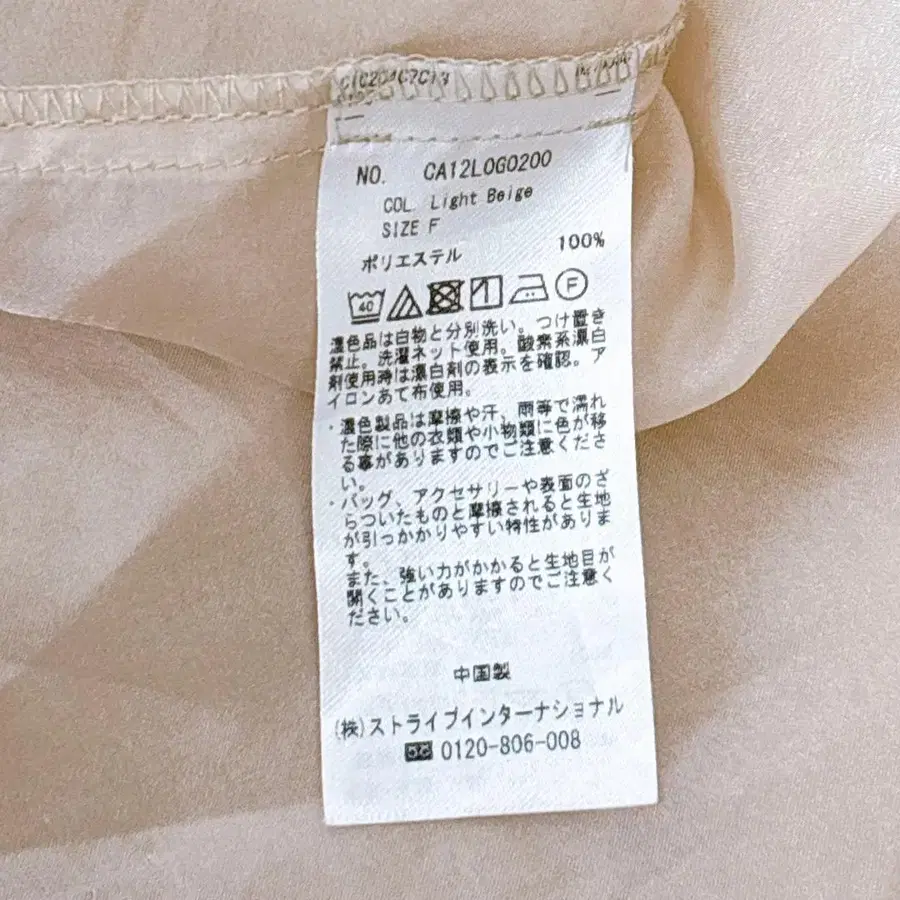 NO. CA12L0G0200
COL. Light Beige
SIZE F
ポリエステル 100%
40 F
濃色品は白物と分別洗い。つけ置き
禁止。洗濯ネット使用。酸素系漂白
剤使用時は漂白剤の表示を確認。ア
イロンあて布使用。
・濃色製品は摩擦や汗、雨等で濡れ
た際に他の衣類や小物類に色が移
る事がありますのでご注意くださ
い。
・バッグ、アクセサリーや表面のざ
らついたものと摩擦されると生地
が引っかかりやすい特性がありま
す。
また、強い力がかかると生地目が
開くことがありますのでご注意く
ださい。
中国製
(株)ストライプインターナショナル
0120-806-008